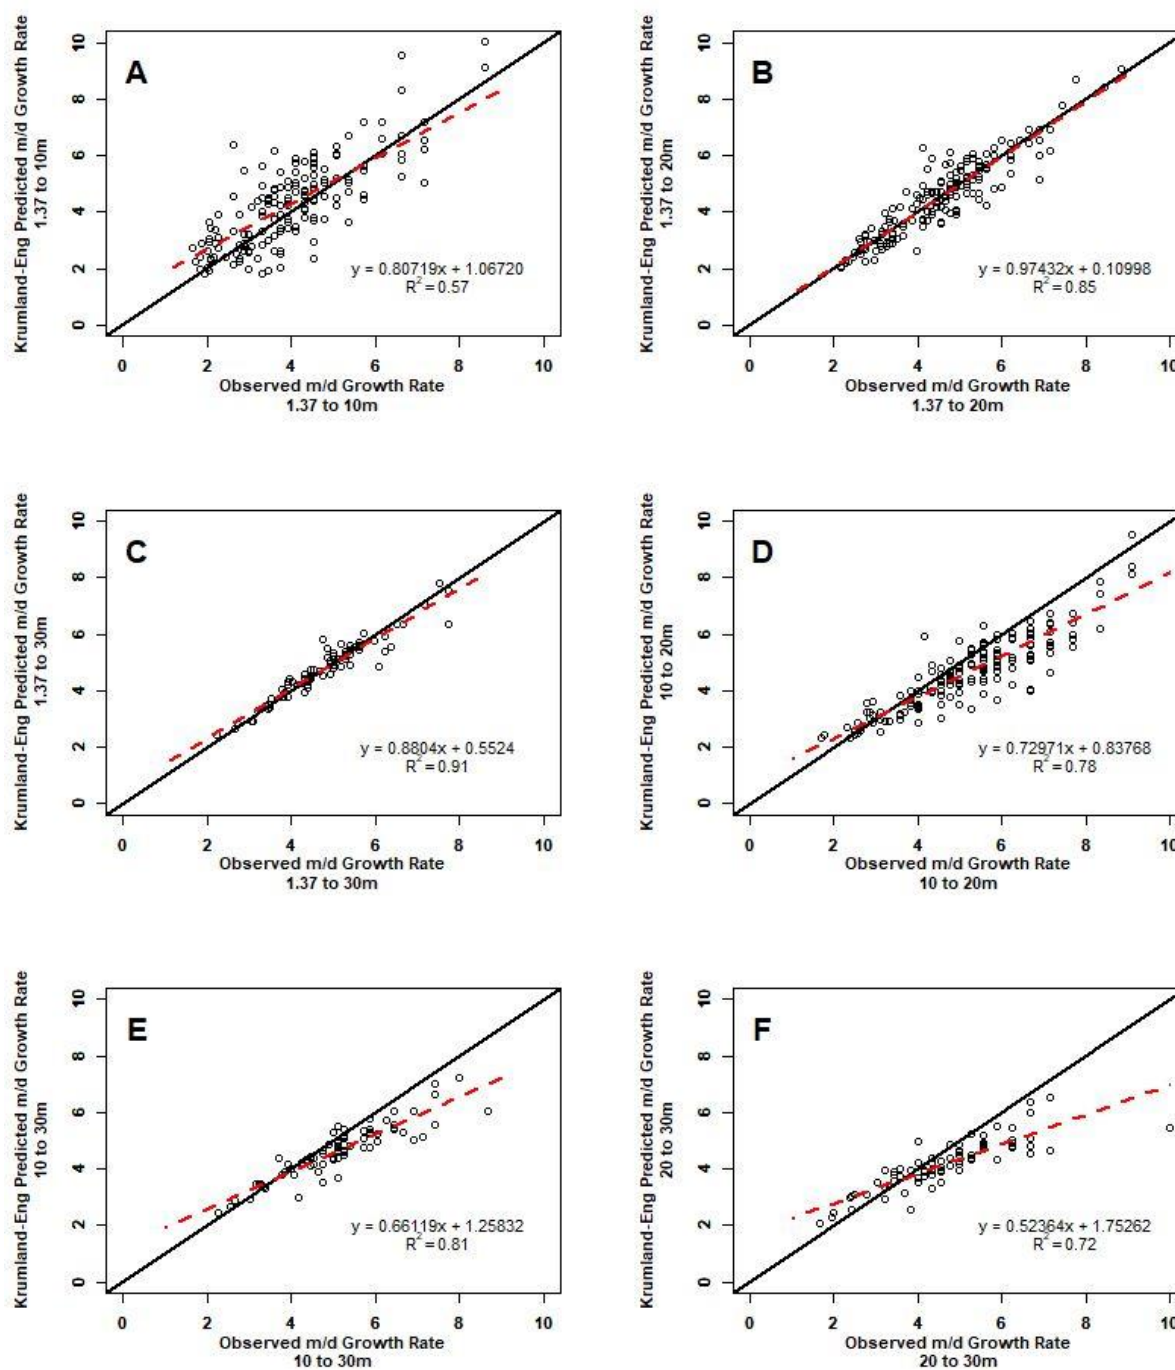 Krumland-Eng Predicted m/d Growth Rate
1.37 to 10m
10
8
6
4
2
0
A
y = 0.80719x + 1.06720
R² = 0.57
0 2 4 6 8 10
Observed m/d Growth Rate
1.37 to 10m
Krumland-Eng Predicted m/d Growth Rate
1.37 to 20m
10
8
6
4
2
0
B
y = 0.97432x + 0.10998
R² = 0.85
0 2 4 6 8 10
Observed m/d Growth Rate
1.37 to 20m
Krumland-Eng Predicted m/d Growth Rate
1.37 to 30m
10
8
6
4
2
0
C
y = 0.8804x + 0.5524
R² = 0.91
0 2 4 6 8 10
Observed m/d Growth Rate
1.37 to 30m
Krumland-Eng Predicted m/d Growth Rate
10 to 20m
10
8
6
4
2
0
D
y = 0.72971x + 0.83768
R² = 0.78
0 2 4 6 8 10
Observed m/d Growth Rate
10 to 20m
Krumland-Eng Predicted m/d Growth Rate
10 to 30m
10
8
6
4
2
0
E
y = 0.66119x + 1.25832
R² = 0.81
0 2 4 6 8 10
Observed m/d Growth Rate
10 to 30m
Krumland-Eng Predicted m/d Growth Rate
20 to 30m
10
8
6
4
2
0
F
y = 0.52364x + 1.75262
R² = 0.72
0 2 4 6 8 10
Observed m/d Growth Rate
20 to 30m